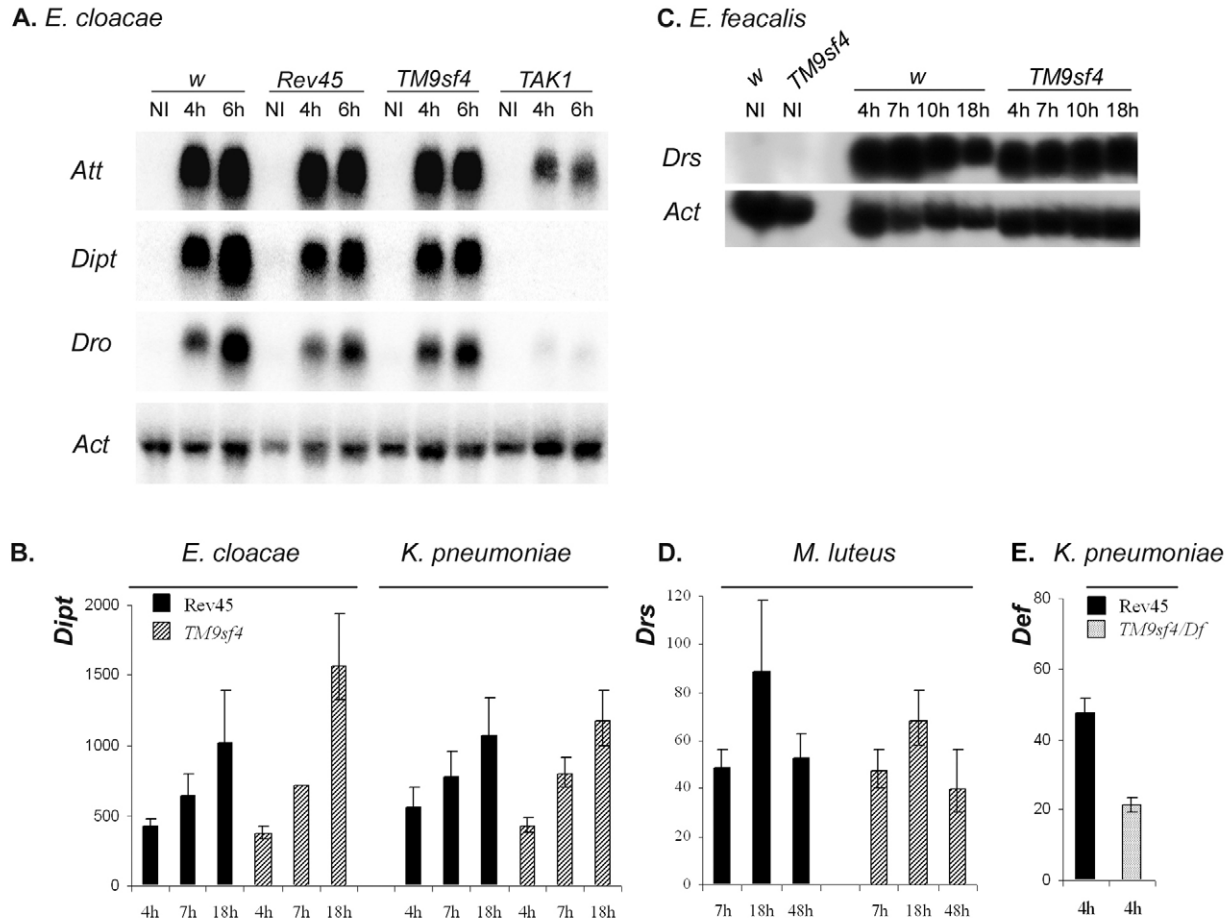 A. E. cloacae
w Rev45 TM9sf4 TAK1
NI 4h 6h NI 4h 6h NI 4h 6h NI 4h 6h
Att
Dipt
Dro
Act
C. E. feacalis
w TM9sf4 w TM9sf4
NI NI 4h 7h 10h 18h 4h 7h 10h 18h
Drs
Act
B. E. cloacae K. pneumoniae
Dipt
2000
1500
1000
500
0
Rev45
TM9sf4
4h 7h 18h 4h 7h 18h 4h 7h 18h 4h 7h 18h
D. M. luteus
Drs
120
100
80
60
40
20
0
7h 18h 48h 7h 18h 48h
E. K. pneumoniae
Def
80
60
40
20
0
Rev45
TM9sf4/Df
4h 4h